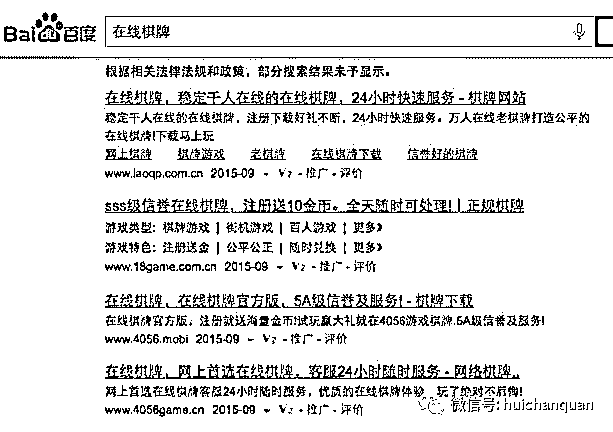 Bai百度 在线棋牌
根据相关法律法规和政策，部分搜索结果未予显示。
在线棋牌，稳定千人在线的在线棋牌，24小时快速服务 - 棋牌网站
稳定千人在线的在线棋牌，注册下载好礼不断，24小时快速服务。万人在线老棋牌打造公平的
在线棋牌!下载马上玩
网上棋牌 棋牌游戏 老棋牌 在线棋牌下载 信誉好的棋牌
www.laoqp.com.cn 2015-09 - V2 - 推广 - 评价
sss级信誉在线棋牌，注册送10金币。全天随时可处理! | 正规棋牌
游戏类型: 棋牌游戏 | 街机游戏 | 百人游戏 | 更多》
游戏特色: 注册送金 | 公平公正 | 随时兑换 | 更多》
www.18game.com.cn 2015-09 - V2 - 推广 - 评价
在线棋牌，在线棋牌官方版，5A级信誉及服务! - 棋牌下载
在线棋牌官方版，注册就送海量金币!试玩赢大礼就在4056游戏棋牌.5A级信誉及服务!
www.4056.mobi 2015-09 - V2 - 推广 - 评价
在线棋牌，网上首选在线棋牌，客服24小时随时服务 - 网络棋牌..
网上首选在线棋牌客服24小时随时服务，优质的在线棋牌体验 玩了绝对不后悔!
www.4056game.cn 2015-09 - V2 - 推广 - 评价
微信号: huichanquan